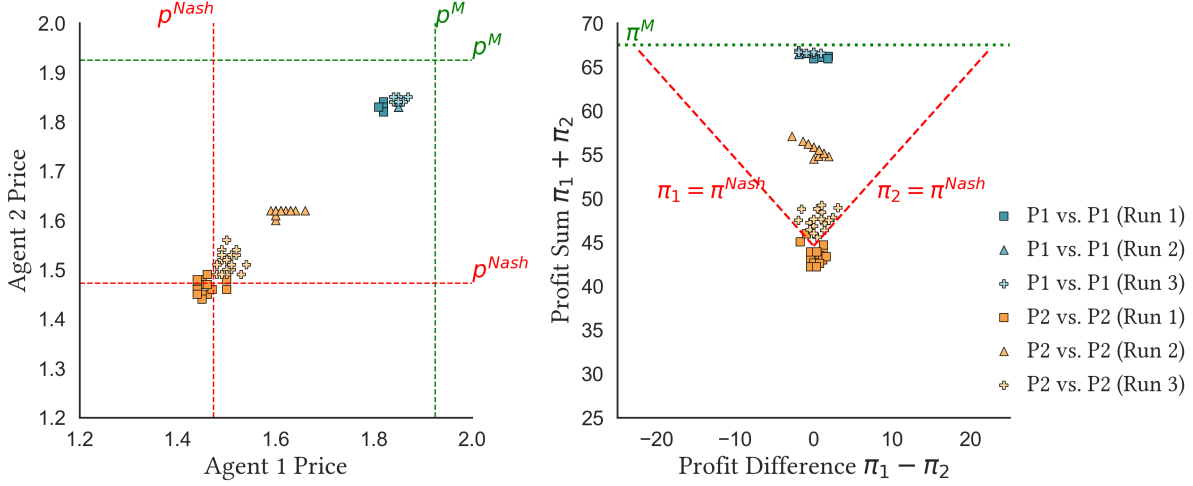 p^Nash
p^M
p^M
p^Nash
2.0
1.9
1.8
1.7
1.6
1.5
1.4
1.3
1.2
1.2
1.4
1.6
1.8
2.0
Agent 2 Price
Agent 1 Price
π^M
70
65
60
55
50
45
40
35
30
25
π₁ = π^Nash
π₂ = π^Nash
−20
−10
0
10
20
Profit Sum π₁ + π₂
Profit Difference π₁ − π₂
P1 vs. P1 (Run 1)
P1 vs. P1 (Run 2)
P1 vs. P1 (Run 3)
P2 vs. P2 (Run 1)
P2 vs. P2 (Run 2)
P2 vs. P2 (Run 3)